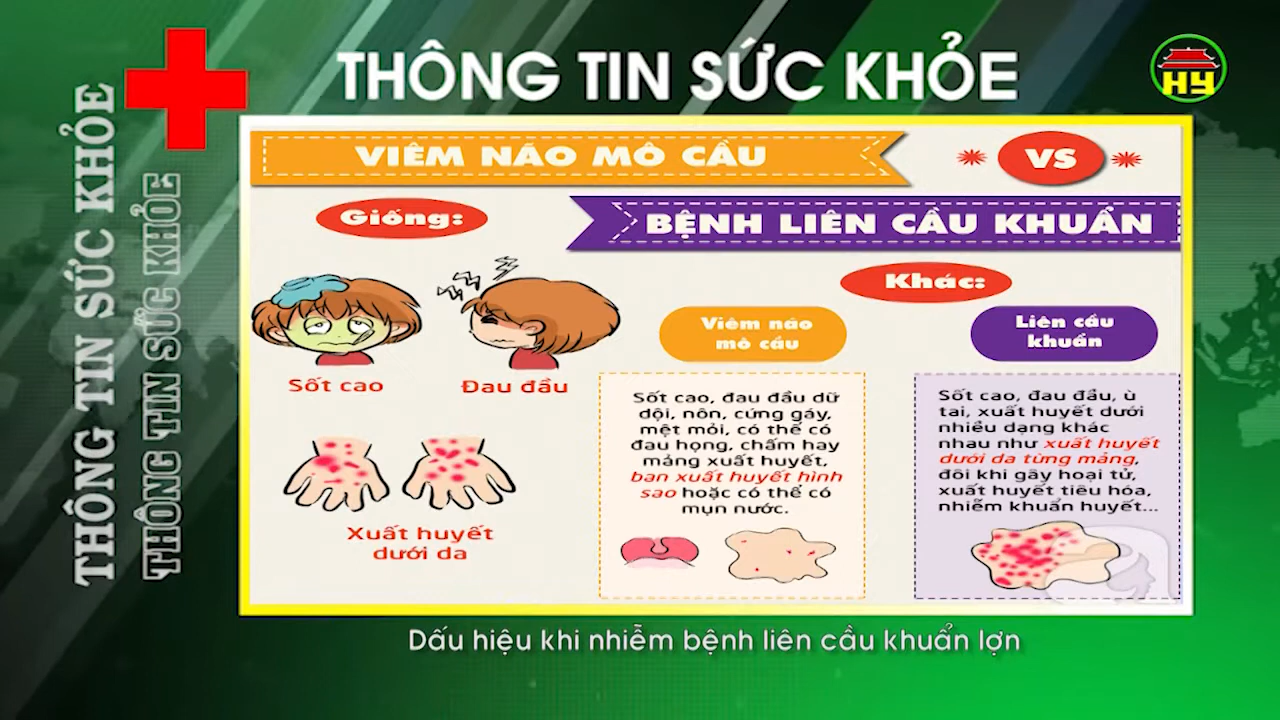 THÔNG TIN SỨC KHỎE
HY
THÔNG TIN SỨC KHỎE
THÔNG TIN SỨC KHỎE
VIÊM NÃO MÔ CẦU
VS
BỆNH LIÊN CẦU KHUẨN
Giống:
Sốt cao
Đau đầu
Xuất huyết
dưới da
Khác:
Viêm não
mô cầu
Sốt cao, đau đầu dữ
dội, nôn, cứng gáy,
mệt mỏi, có thể có
đau họng, chấm hay
mảng xuất huyết,
ban xuất huyết hình
sao hoặc có thể có
mụn nước.
Liên cầu
khuẩn
Sốt cao, đau đầu, ù
tai, xuất huyết dưới
nhiều dạng khác
nhau như xuất huyết
dưới da từng mảng,
đôi khi gây hoại tử,
xuất huyết tiêu hóa,
nhiễm khuẩn huyết...
Dấu hiệu khi nhiễm bệnh liên cầu khuẩn lợn